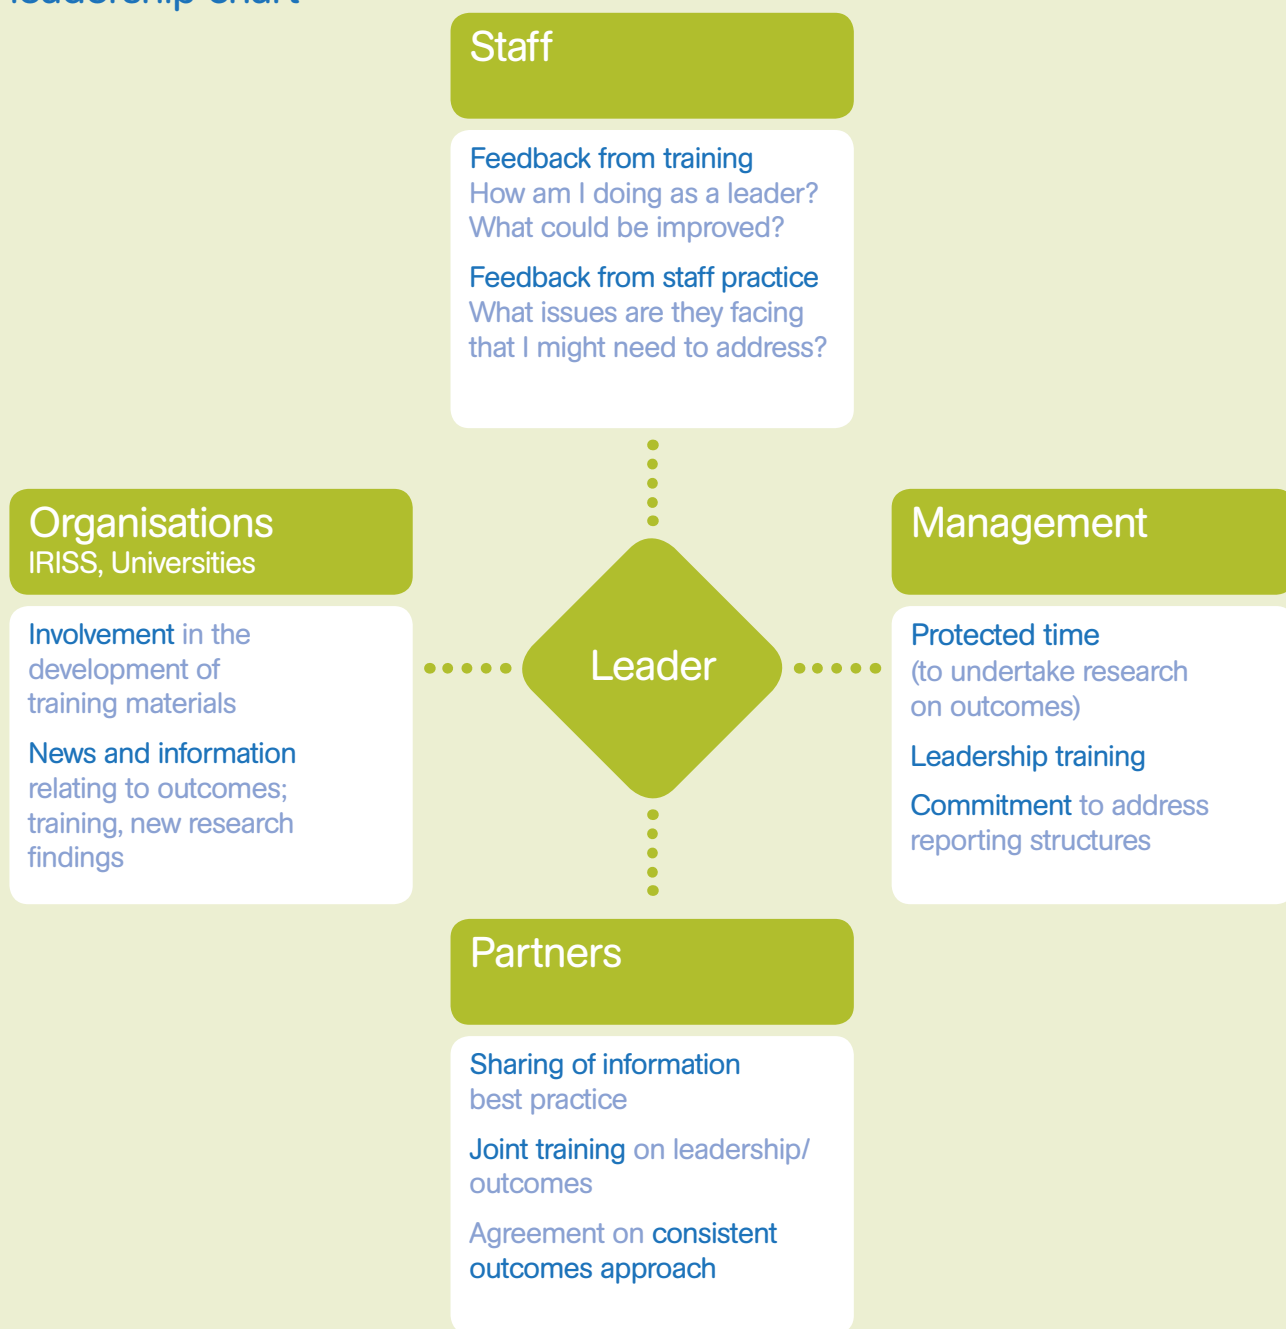 leadership chart
Staff
Feedback from training
How am I doing as a leader?
What could be improved?
Feedback from staff practice
What issues are they facing
that I might need to address?
Organisations
IRISS, Universities
Involvement in the
development of
training materials
News and information
relating to outcomes;
training, new research
findings
Leader
Management
Protected time
(to undertake research
on outcomes)
Leadership training
Commitment to address
reporting structures
Partners
Sharing of information
best practice
Joint training on leadership/
outcomes
Agreement on consistent
outcomes approach